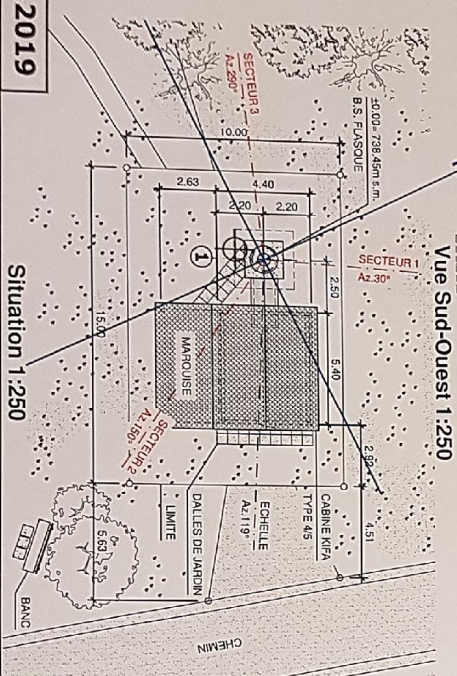 2019
Vue Sud-Ouest 1:250
±0.00= 738.45m s.m.
B.S. FLASQUE
SECTEUR 3
Az.290°
10.00
2.63
4.40
2.20
2.20
1
SECTEUR 1
Az.30°
2.50
5.40
15.00
MARQUISE
SECTEUR 2
Az.150°
4.51
CABINE KIFA
TYPE 4/5
ECHELLE
Az.119°
DALLES DE JARDIN
LIMITE
5.63
BANC
CHEMIN
Situation 1:250